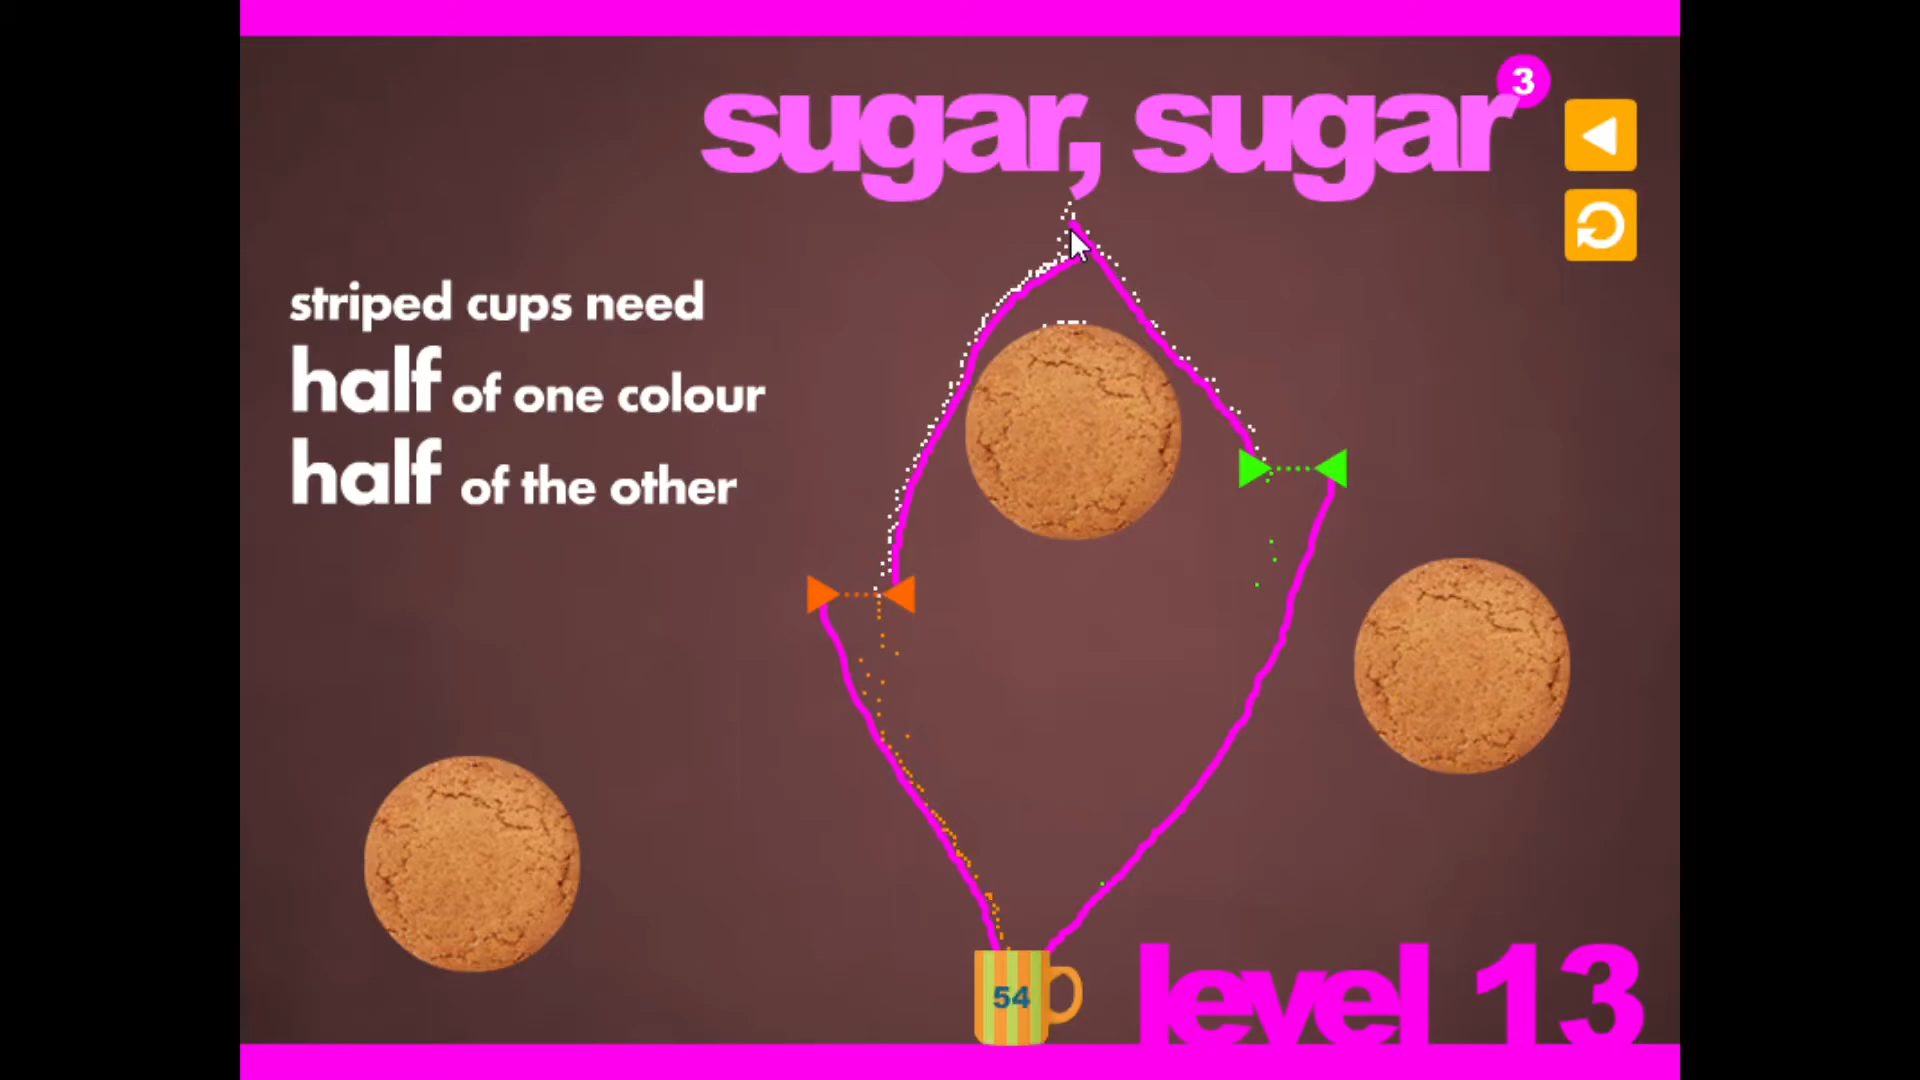 sugar, sugar 3
striped cups need
half of one colour
half of the other
54
level 13